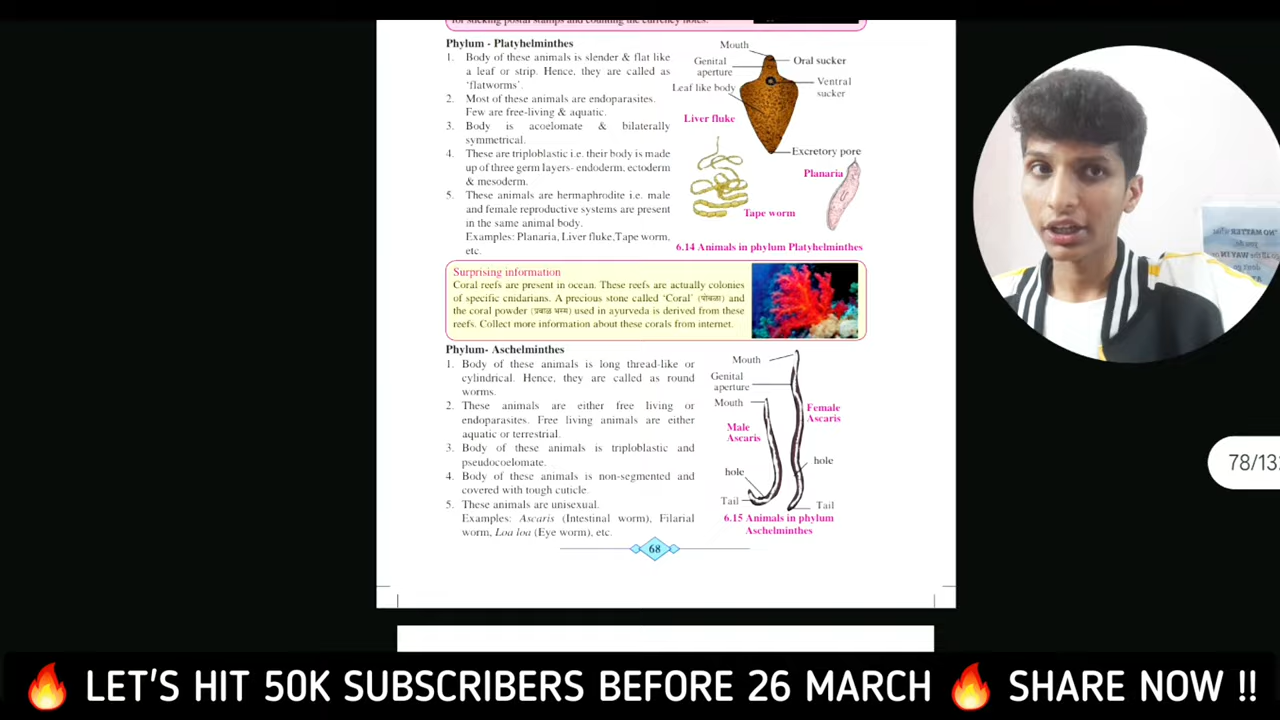 for sticking postal stamps and counting the currency notes.
Phylum - Platyhelminthes
1. Body of these animals is slender & flat like
a leaf or strip. Hence, they are called as
‘flatworms’.
2. Most of these animals are endoparasites.
Few are free-living & aquatic.
3. Body is acoelomate & bilaterally
symmetrical.
4. These are triploblastic i.e. their body is made
up of three germ layers- endoderm, ectoderm
& mesoderm.
5. These animals are hermaphrodite i.e. male
and female reproductive systems are present
in the same animal body.
Examples: Planaria, Liver fluke,Tape worm,
etc.
Mouth
Genital
aperture
Oral sucker
Ventral
sucker
Leaf like body
Liver fluke
Excretory pore
Planaria
Tape worm
6.14 Animals in phylum Platyhelminthes
Surprising information
Coral reefs are present in ocean. These reefs are actually colonies
of specific cnidarians. A precious stone called ‘Coral’ (पोवळा) and
the coral powder (प्रवाळ भस्म) used in ayurveda is derived from these
reefs. Collect more information about these corals from internet.
Phylum- Aschelminthes
1. Body of these animals is long thread-like or
cylindrical. Hence, they are called as round
worms.
2. These animals are either free living or
endoparasites. Free living animals are either
aquatic or terrestrial.
3. Body of these animals is triploblastic and
pseudocoelomate.
4. Body of these animals is non-segmented and
covered with tough cuticle.
5. These animals are unisexual.
Examples: Ascaris (Intestinal worm), Filarial
worm, Loa loa (Eye worm), etc.
Mouth
Genital
aperture
Mouth
Female
Ascaris
Male
Ascaris
hole
hole
Tail
Tail
6.15 Animals in phylum
Aschelminthes
68
78/13
"NO MATTER
🔥 LET'S HIT 50K SUBSCRIBERS BEFORE 26 MARCH 🔥 SHARE NOW !!